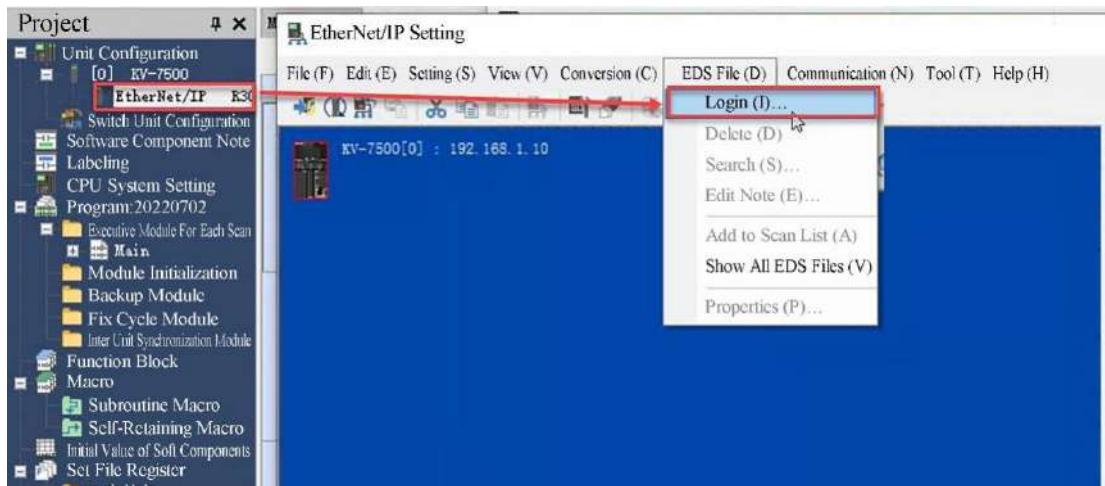 Project
Unit Configuration
[0] KV-7500
EtherNet/IP R30
Switch Unit Configuration
Software Component Note
Labeling
CPU System Setting
Program:20220702
Executive Module For Each Scan
Main
Module Initialization
Backup Module
Fix Cycle Module
Inter Unit Synchronization Module
Function Block
Macro
Subroutine Macro
Self-Retaining Macro
Initial Value of Soft Components
Set File Register
EtherNet/IP Setting
File (F) Edit (E) Setting (S) View (V) Conversion (C) EDS File (D) Communication (N) Tool (T) Help (H)
KV-7500[0] : 192.168.1.10
Login (I)...
Delete (D)
Search (S)...
Edit Note (E)...
Add to Scan List (A)
Show All EDS Files (V)
Properties (P)...